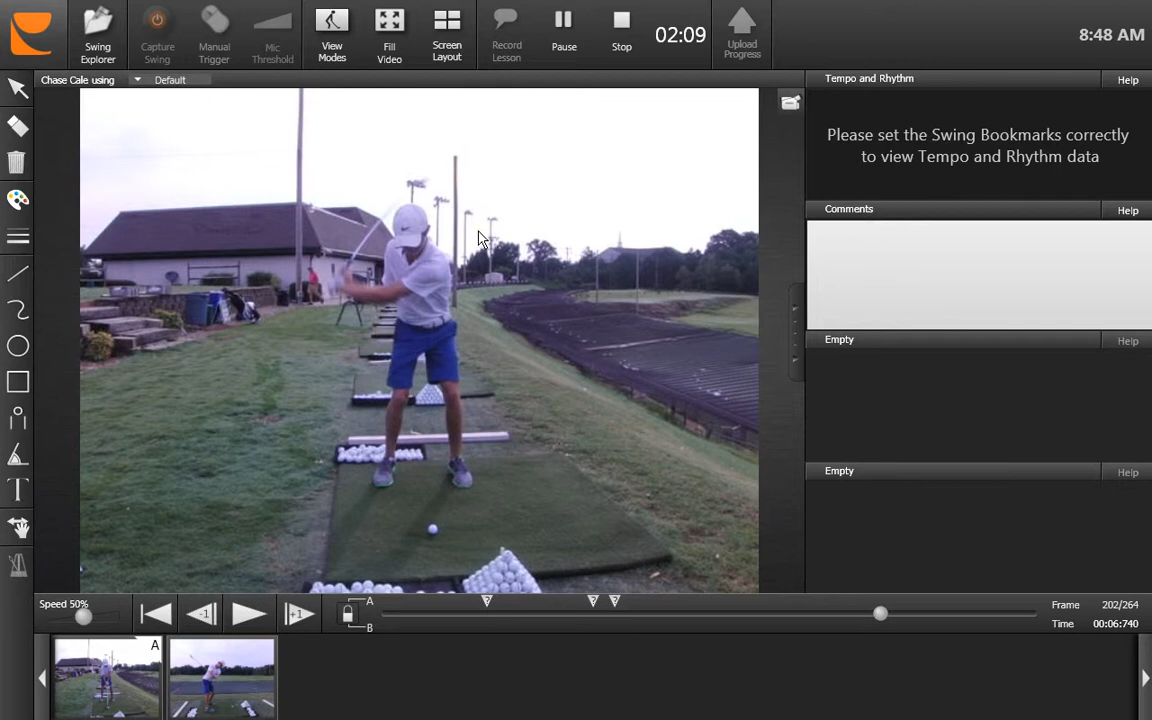 Swing Explorer
Capture Swing
Manual Trigger
Mic Threshold
View Modes
Fill Video
Screen Layout
Record Lesson
Pause
Stop
02:09
Upload Progress
8:48 AM
Chase Cale using
Default
Tempo and Rhythm
Help
Please set the Swing Bookmarks correctly
to view Tempo and Rhythm data
Comments
Help
Empty
Help
Empty
Help
T
Speed 50%
-1
+1
A
B
?
?
?
Frame 202/264
Time 00:06:740
A